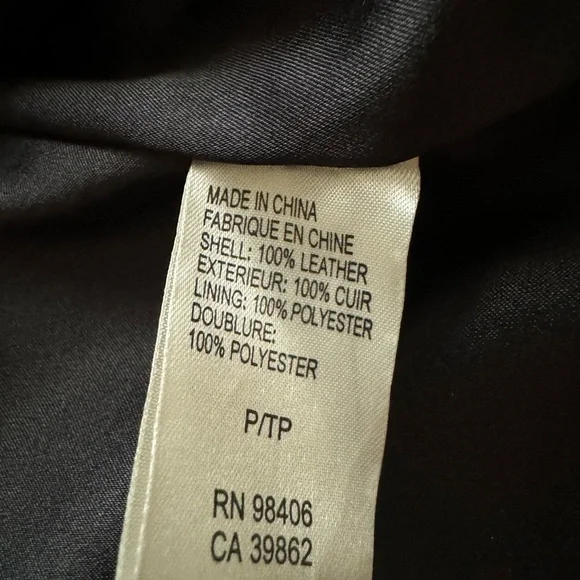 MADE IN CHINA
FABRIQUE EN CHINE
SHELL: 100% LEATHER
EXTERIEUR: 100% CUIR
LINING: 100% POLYESTER
DOUBLURE:
100% POLYESTER
P/TP
RN 98406
CA 39862